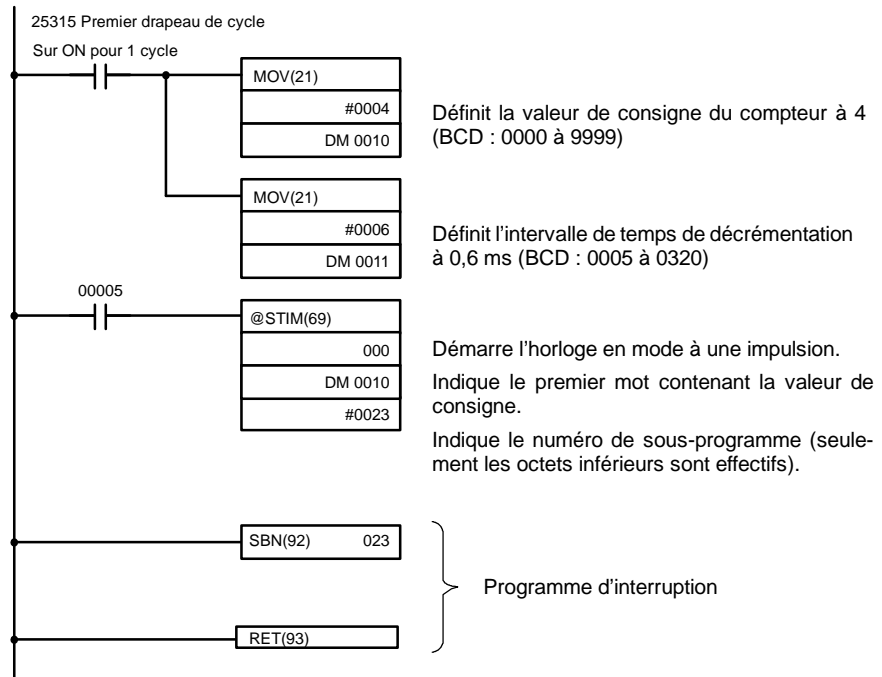 25315 Premier drapeau de cycle
Sur ON pour 1 cycle
MOV(21)
#0004
DM 0010
Définit la valeur de consigne du compteur à 4
(BCD : 0000 à 9999)
MOV(21)
#0006
DM 0011
Définit l’intervalle de temps de décrémentation
à 0,6 ms (BCD : 0005 à 0320)
00005
@STIM(69)
000
DM 0010
#0023
Démarre l’horloge en mode à une impulsion.
Indique le premier mot contenant la valeur de
consigne.
Indique le numéro de sous-programme (seule-
ment les octets inférieurs sont effectifs).
SBN(92) 023
Programme d’interruption
RET(93)